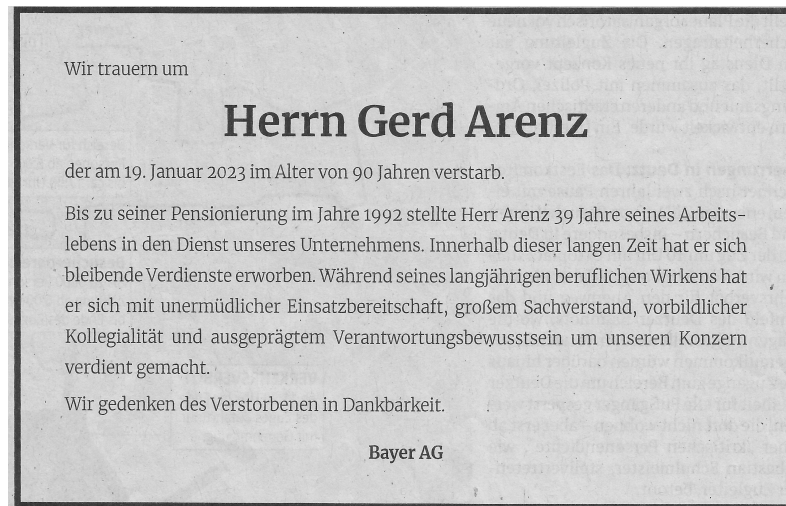 Wir trauern um
Herrn Gerd Arenz
der am 19. Januar 2023 im Alter von 90 Jahren verstarb.
Bis zu seiner Pensionierung im Jahre 1992 stellte Herr Arenz 39 Jahre seines Arbeits-
lebens in den Dienst unseres Unternehmens. Innerhalb dieser langen Zeit hat er sich
bleibende Verdienste erworben. Während seines langjährigen beruflichen Wirkens hat
er sich mit unermüdlicher Einsatzbereitschaft, großem Sachverstand, vorbildlicher
Kollegialität und ausgeprägtem Verantwortungsbewusstsein um unseren Konzern
verdient gemacht.
Wir gedenken des Verstorbenen in Dankbarkeit.
Bayer AG